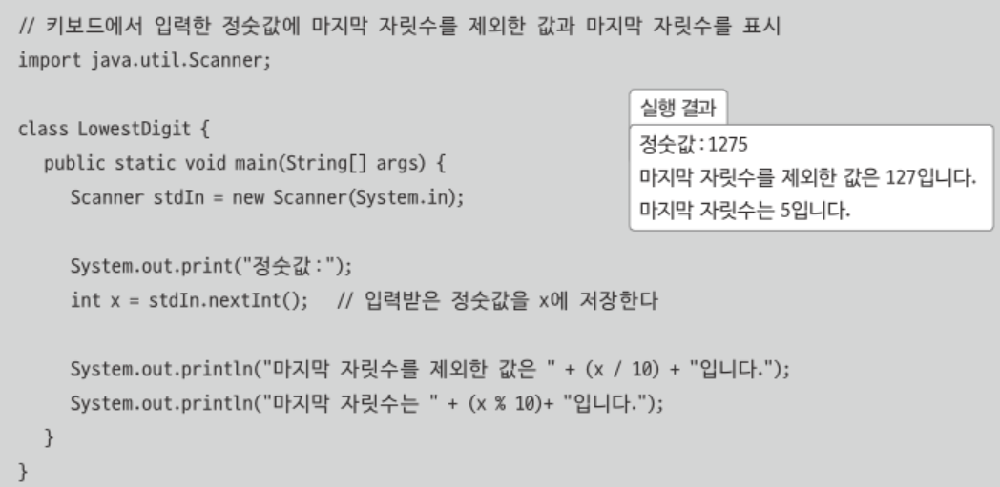 // 키보드에서 입력한 정숫값에 마지막 자릿수를 제외한 값과 마지막 자릿수를 표시
import java.util.Scanner;
class LowestDigit {
public static void main(String[] args) {
Scanner stdIn = new Scanner(System.in);
System.out.print("정숫값:");
int x = stdIn.nextInt(); // 입력받은 정숫값을 x에 저장한다
System.out.println("마지막 자릿수를 제외한 값은 " + (x / 10) + "입니다.");
System.out.println("마지막 자릿수는 " + (x % 10)+ "입니다.");
}
}
실행 결과
정숫값:1275
마지막 자릿수를 제외한 값은 127입니다.
마지막 자릿수는 5입니다.